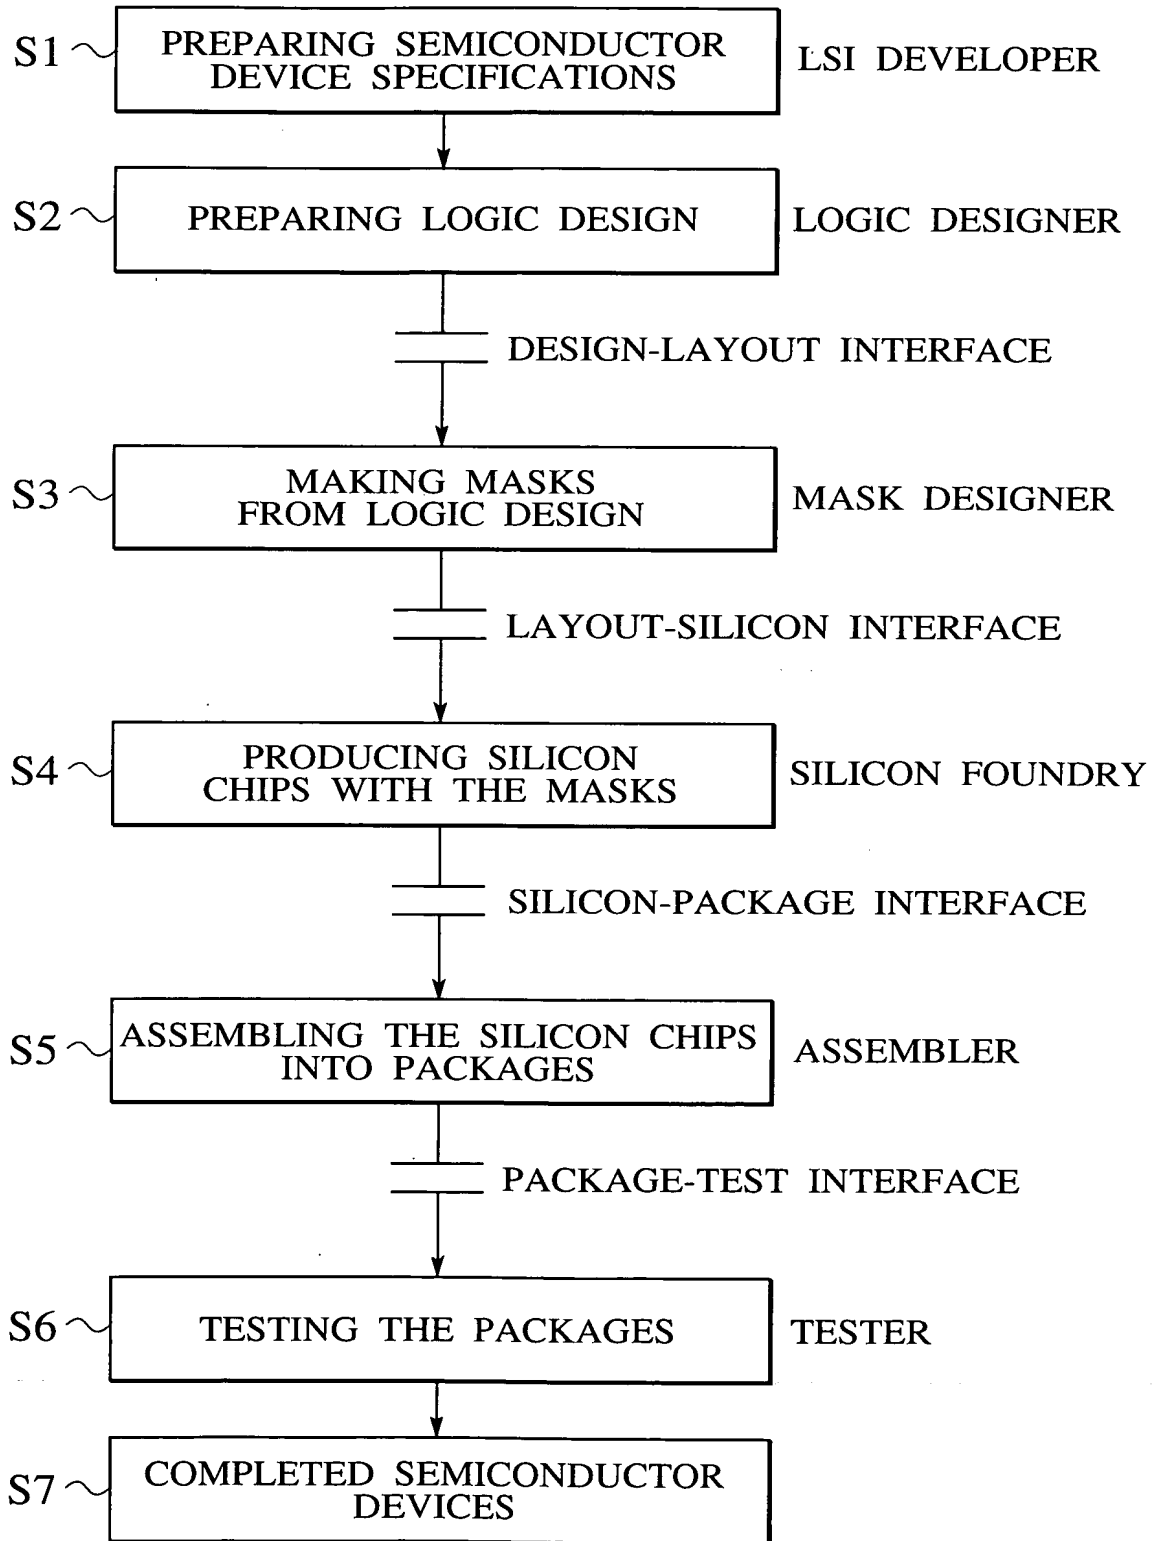 S1
PREPARING SEMICONDUCTOR
DEVICE SPECIFICATIONS
LSI DEVELOPER
S2
PREPARING LOGIC DESIGN
LOGIC DESIGNER
DESIGN-LAYOUT INTERFACE
S3
MAKING MASKS
FROM LOGIC DESIGN
MASK DESIGNER
LAYOUT-SILICON INTERFACE
S4
PRODUCING SILICON
CHIPS WITH THE MASKS
SILICON FOUNDRY
SILICON-PACKAGE INTERFACE
S5
ASSEMBLING THE SILICON CHIPS
INTO PACKAGES
ASSEMBLER
PACKAGE-TEST INTERFACE
S6
TESTING THE PACKAGES
TESTER
S7
COMPLETED SEMICONDUCTOR
DEVICES